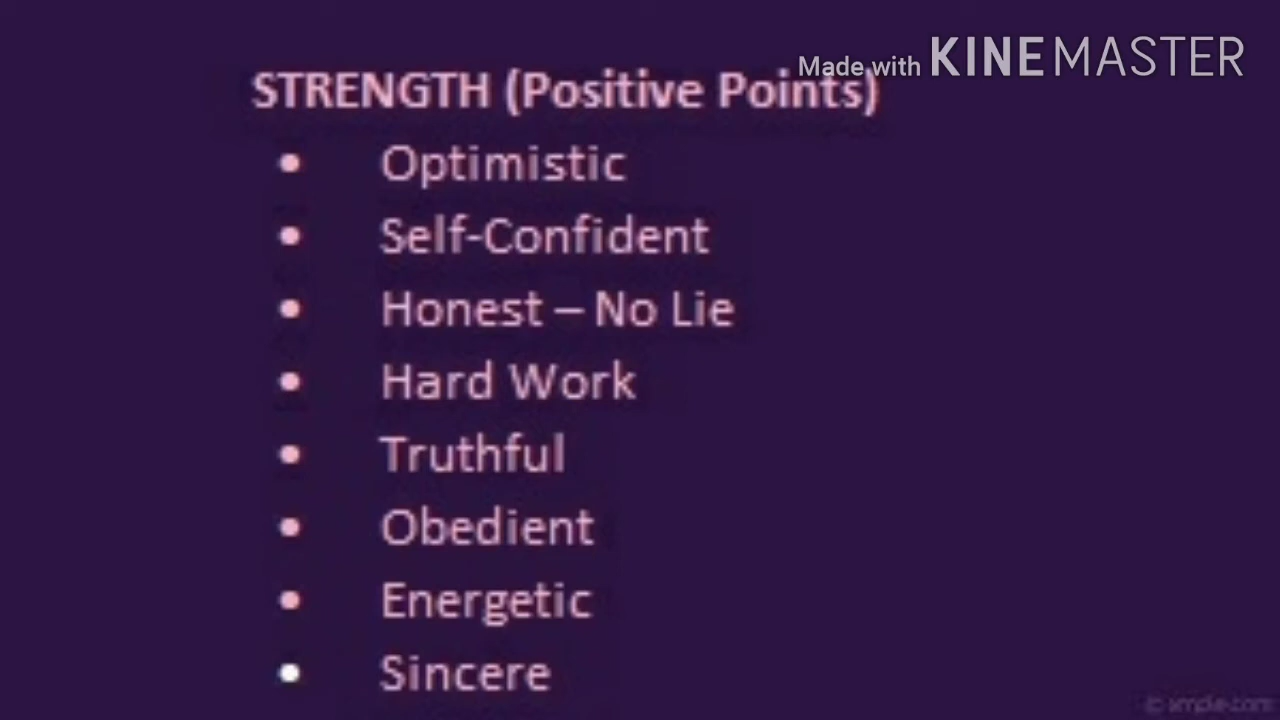 Made with KINEMASTER
STRENGTH (Positive Points)
• Optimistic
• Self-Confident
• Honest – No Lie
• Hard Work
• Truthful
• Obedient
• Energetic
• Sincere